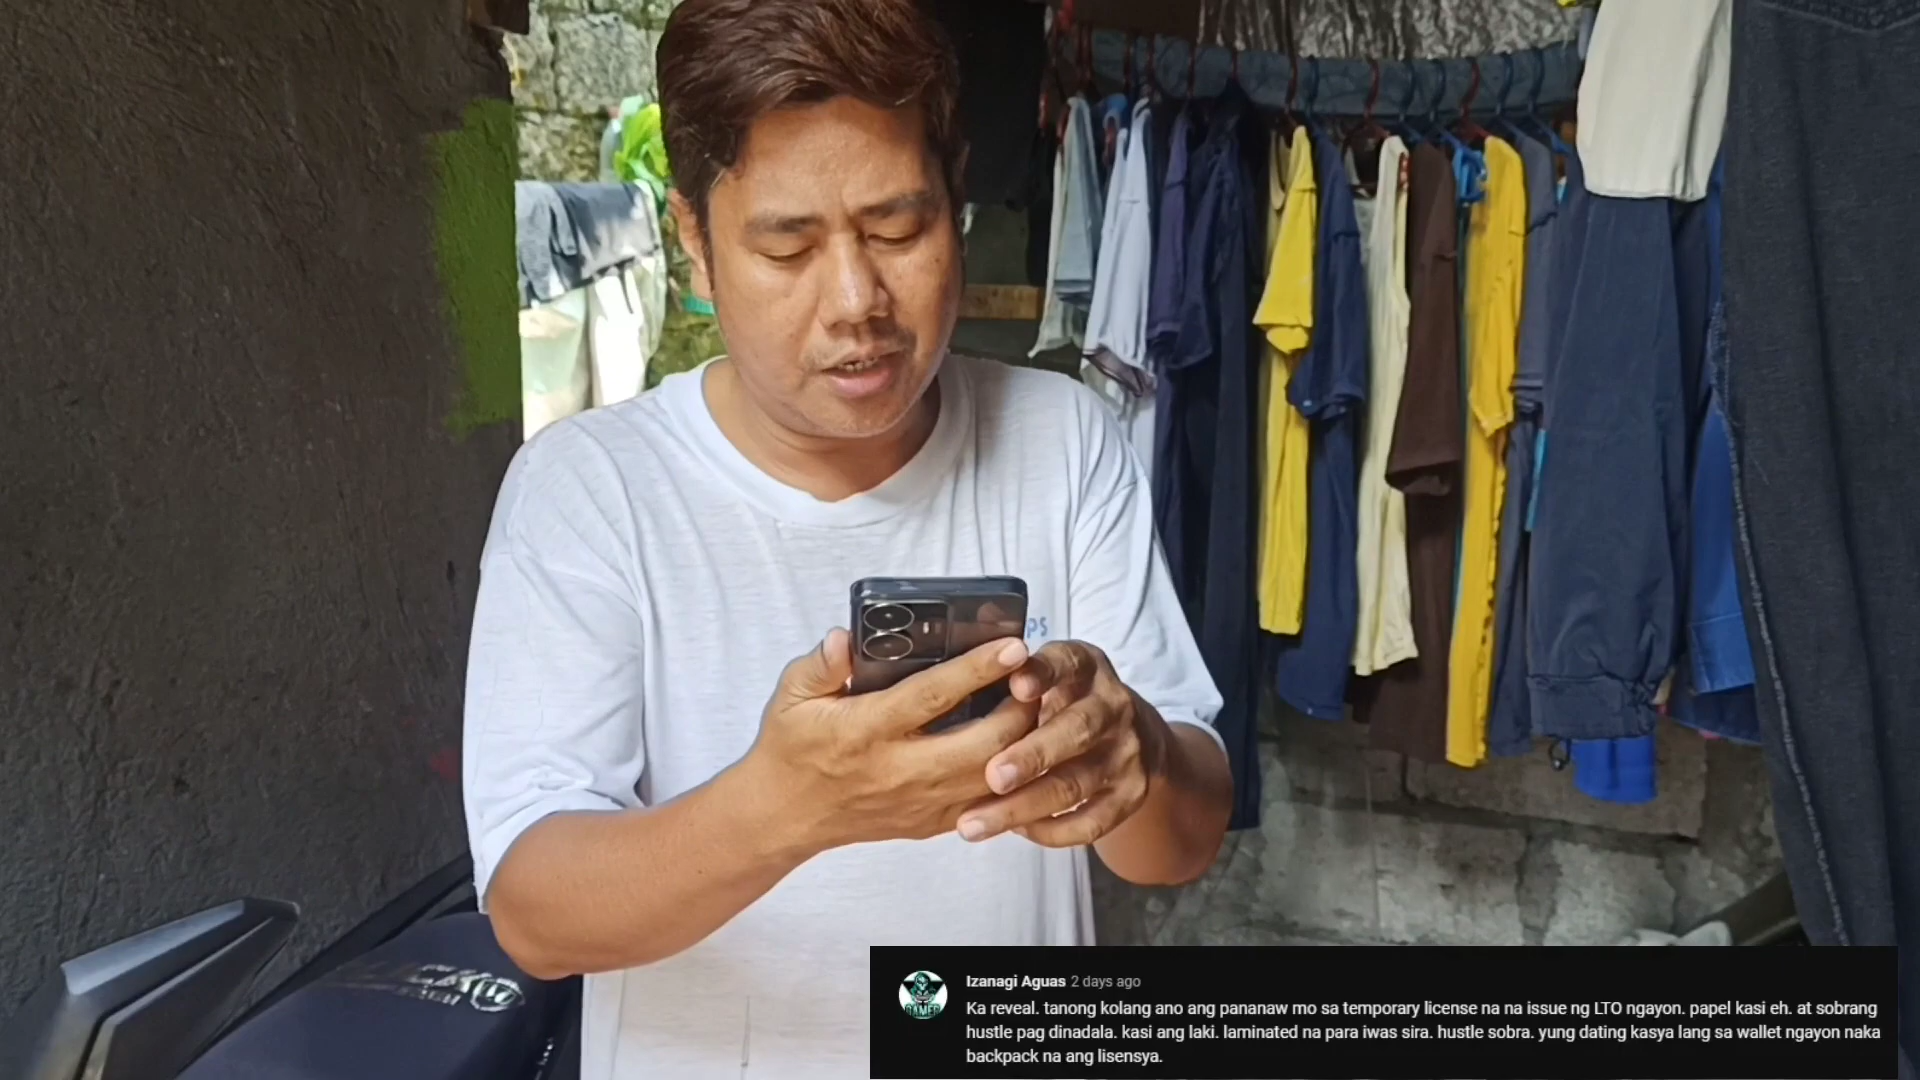 PS
Izanagi Aguas 2 days ago
Ka reveal. tanong kolang ano ang pananaw mo sa temporary license na na issue ng LTO ngayon. papel kasi eh. at sobrang
hustle pag dinadala. kasi ang laki. laminated na para iwas sira. hustle sobra. yung dating kasya lang sa wallet ngayon naka
backpack na ang lisensya.